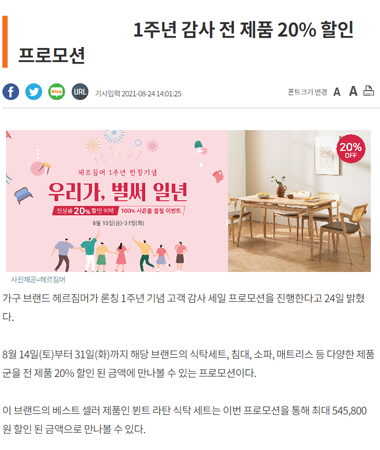 1주년 감사 전 제품 20% 할인
프로모션
f
blog
URL
기사입력 2021-08-24 14:01:25
폰트크기 변경 A A
헤르짐머 1주년 런칭기념
우리가, 벌써 일년
전상품 20% 할인 혜택 100% 사은품 증정 이벤트!
8월 13일(금)-31일(화)
20%
OFF
사진제공=헤르짐머
가구 브랜드 헤르짐머가 론칭 1주년 기념 고객 감사 세일 프로모션을 진행한다고 24일 밝혔
다.
8월 14일(토)부터 31일(화)까지 해당 브랜드의 식탁세트, 침대, 소파, 매트리스 등 다양한 제품
군을 전 제품 20% 할인 된 금액에 만나볼 수 있는 프로모션이다.
이 브랜드의 베스트 셀러 제품인 뷘트 라탄 식탁 세트는 이번 프로모션을 통해 최대 545,800
원 할인 된 금액으로 만나볼 수 있다.